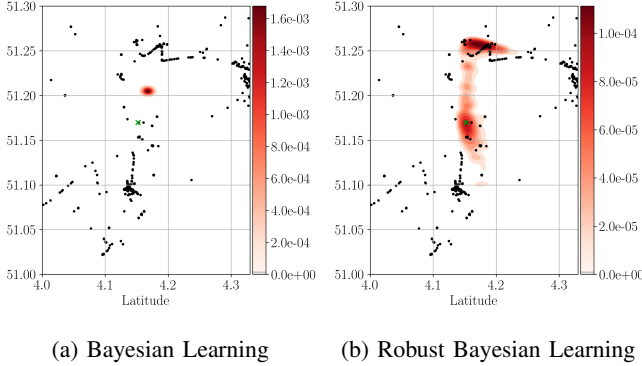 51.30
51.25
51.20
51.15
51.10
51.05
51.00
4.0 4.1 4.2 4.3
Latitude
1.6e-03
1.4e-03
1.2e-03
1.0e-03
8.0e-04
6.0e-04
4.0e-04
2.0e-04
0.0e+00
(a) Bayesian Learning
51.30
51.25
51.20
51.15
51.10
51.05
51.00
4.0 4.1 4.2 4.3
Latitude
1.0e-04
8.0e-05
6.0e-05
4.0e-05
2.0e-05
0.0e+00
(b) Robust Bayesian Learning